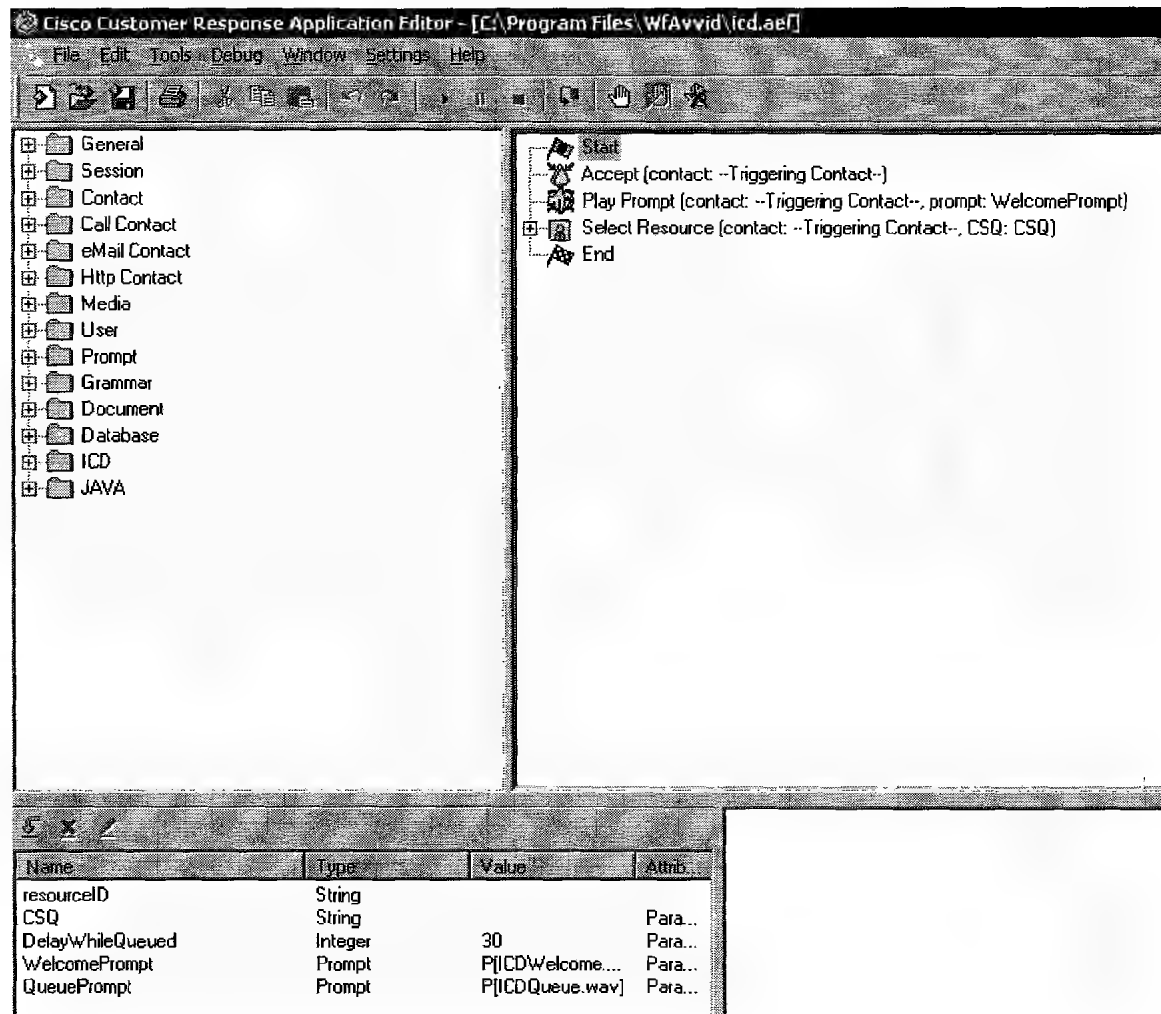 Cisco Customer Response Application Editor - [C:\Program Files\WfAvvid\icd.aef]
File Edit Tools Debug Window Settings Help
General
Session
Contact
Call Contact
eMail Contact
Http Contact
Media
User
Prompt
Grammar
Document
Database
ICD
JAVA
Start
Accept (contact: --Triggering Contact--)
Play Prompt (contact: --Triggering Contact--, prompt: WelcomePrompt)
Select Resource (contact: --Triggering Contact--, CSQ: CSQ)
End
Name Type Value Attrib...
resourceID String
CSQ String Para...
DelayWhileQueued Integer 30 Para...
WelcomePrompt Prompt P[ICDWelcome.... Para...
QueuePrompt Prompt P[ICDQueue.wav] Para...